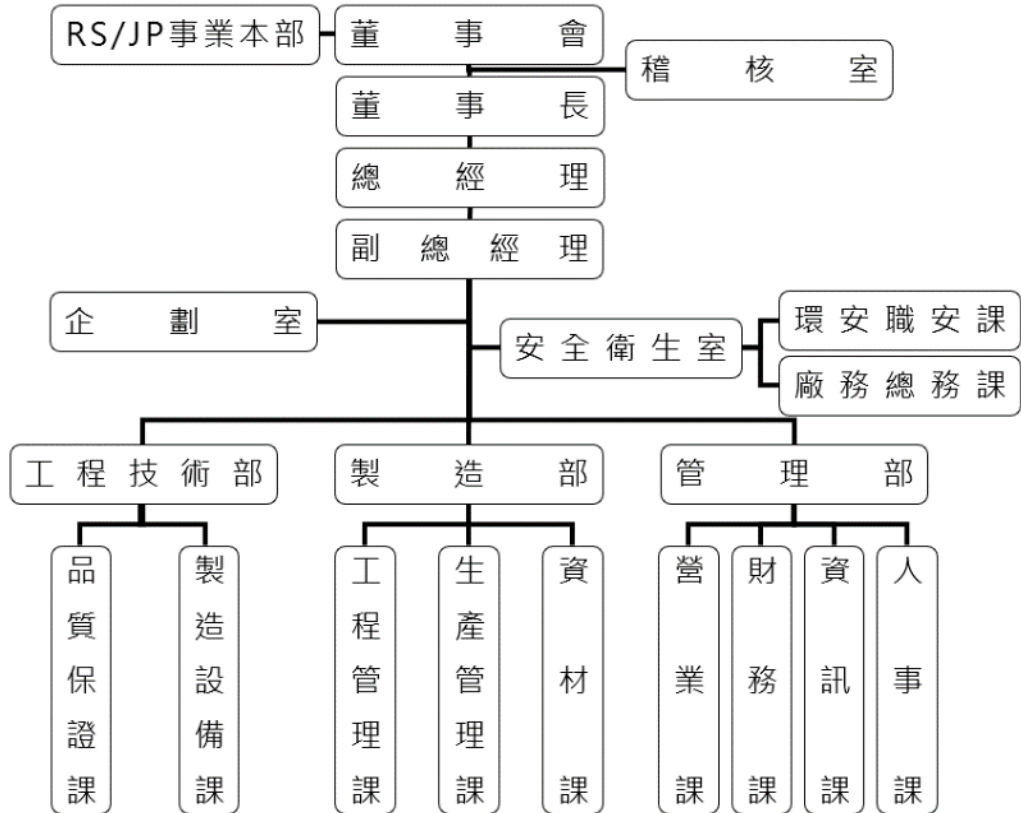 RS/JP事業本部
董事會
稽核室
董事長
總經理
副總經理
企劃室
安全衛生室
環安職安課
廠務總務課
工程技術部
製造部
管理部
品質保證課
製造設備課
工程管理課
生產管理課
資材課
營業課
財務課
資訊課
人事課